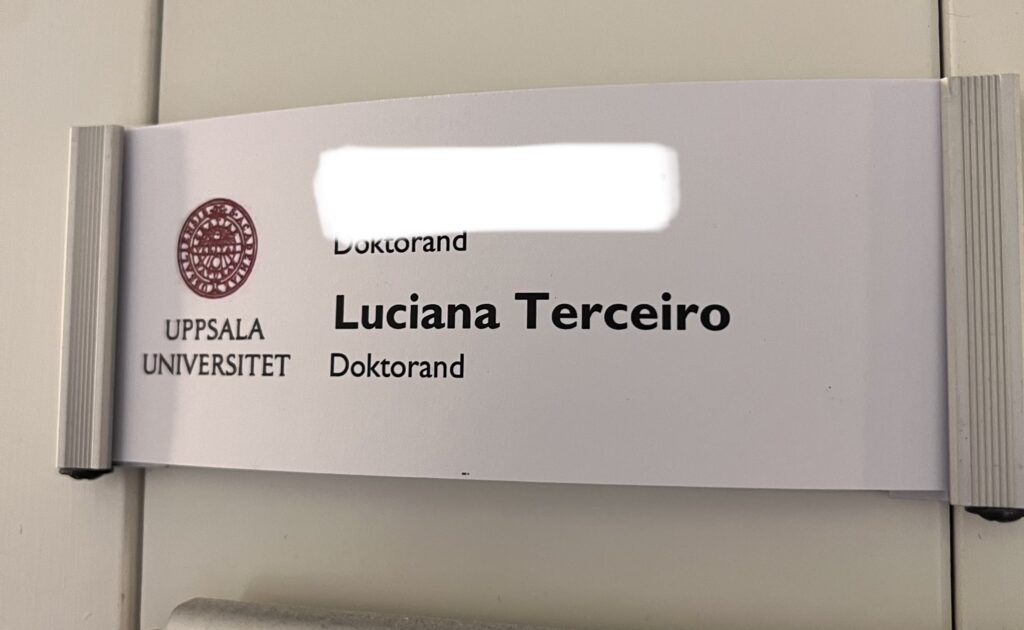 Doktorand
Luciana Terceiro
Doktorand
UPPSALA
UNIVERSITET